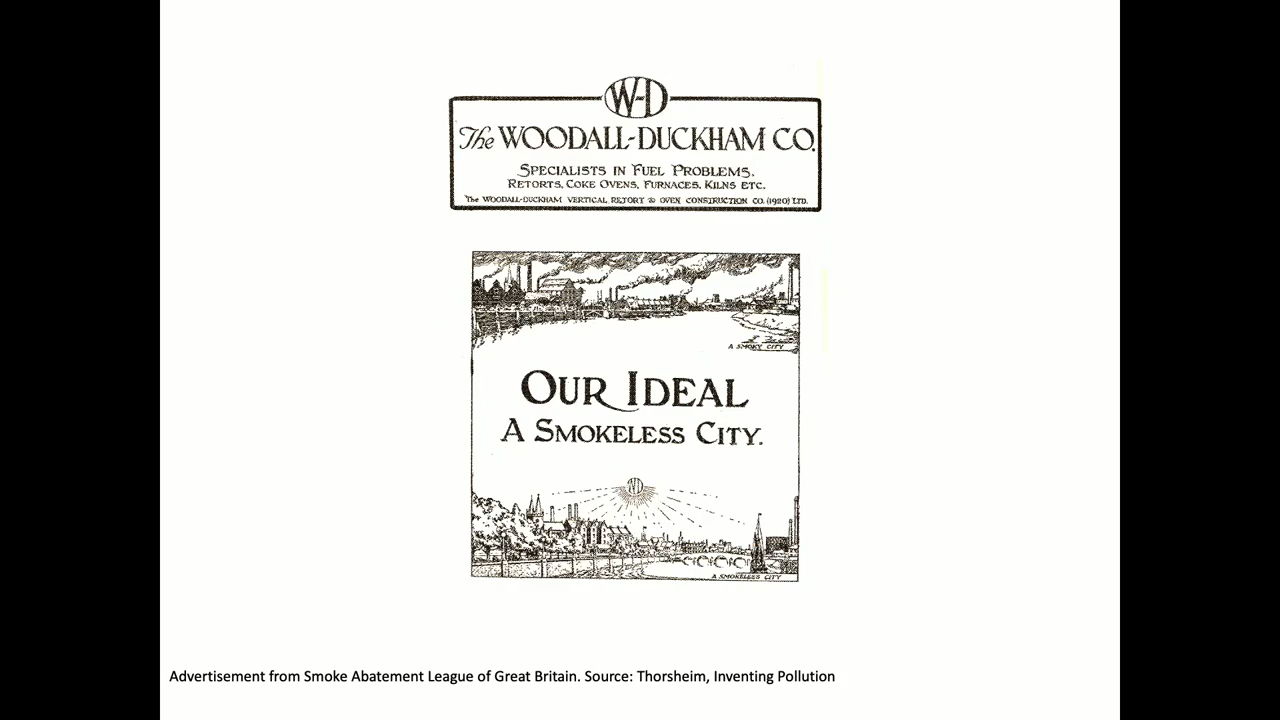 W-D
The WOODALL-DUCKHAM CO.
SPECIALISTS IN FUEL PROBLEMS,
RETORTS, COKE OVENS, FURNACES, KILNS ETC.
The WOODALL-DUCKHAM VERTICAL RETORT & OVEN CONSTRUCTION CO. (1920) LTD.
A SMOKY CITY
OUR IDEAL
A SMOKELESS CITY.
WD
A SMOKELESS CITY
Advertisement from Smoke Abatement League of Great Britain. Source: Thorsheim, Inventing Pollution